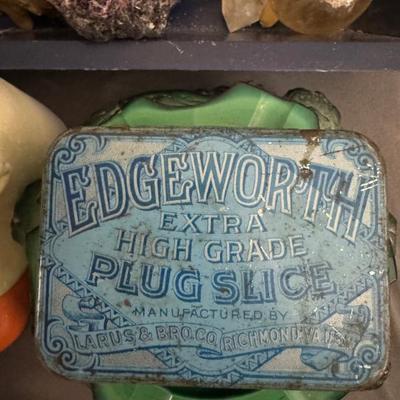 EDGEWORTH
EXTRA
HIGH GRADE
PLUG SLICE
MANUFACTURED BY
LARUS & BRO. CO. RICHMOND, VA. U.S.A.